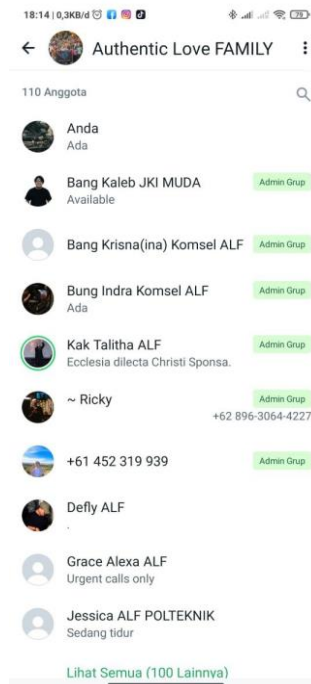 18:14 | 0,3KB/d
79
Authentic Love FAMILY
110 Anggota
Anda
Ada
Bang Kaleb JKI MUDA
Admin Grup
Available
Bang Krisna(ina) Komsel ALF
Admin Grup
Bung Indra Komsel ALF
Admin Grup
Ada
Kak Talitha ALF
Admin Grup
Ecclesia dilecta Christi Sponsa.
~ Ricky
Admin Grup
+62 896-3064-4227
+61 452 319 939
Admin Grup
Defly ALF
.
Grace Alexa ALF
Urgent calls only
Jessica ALF POLTEKNIK
Sedang tidur
Lihat Semua (100 Lainnya)